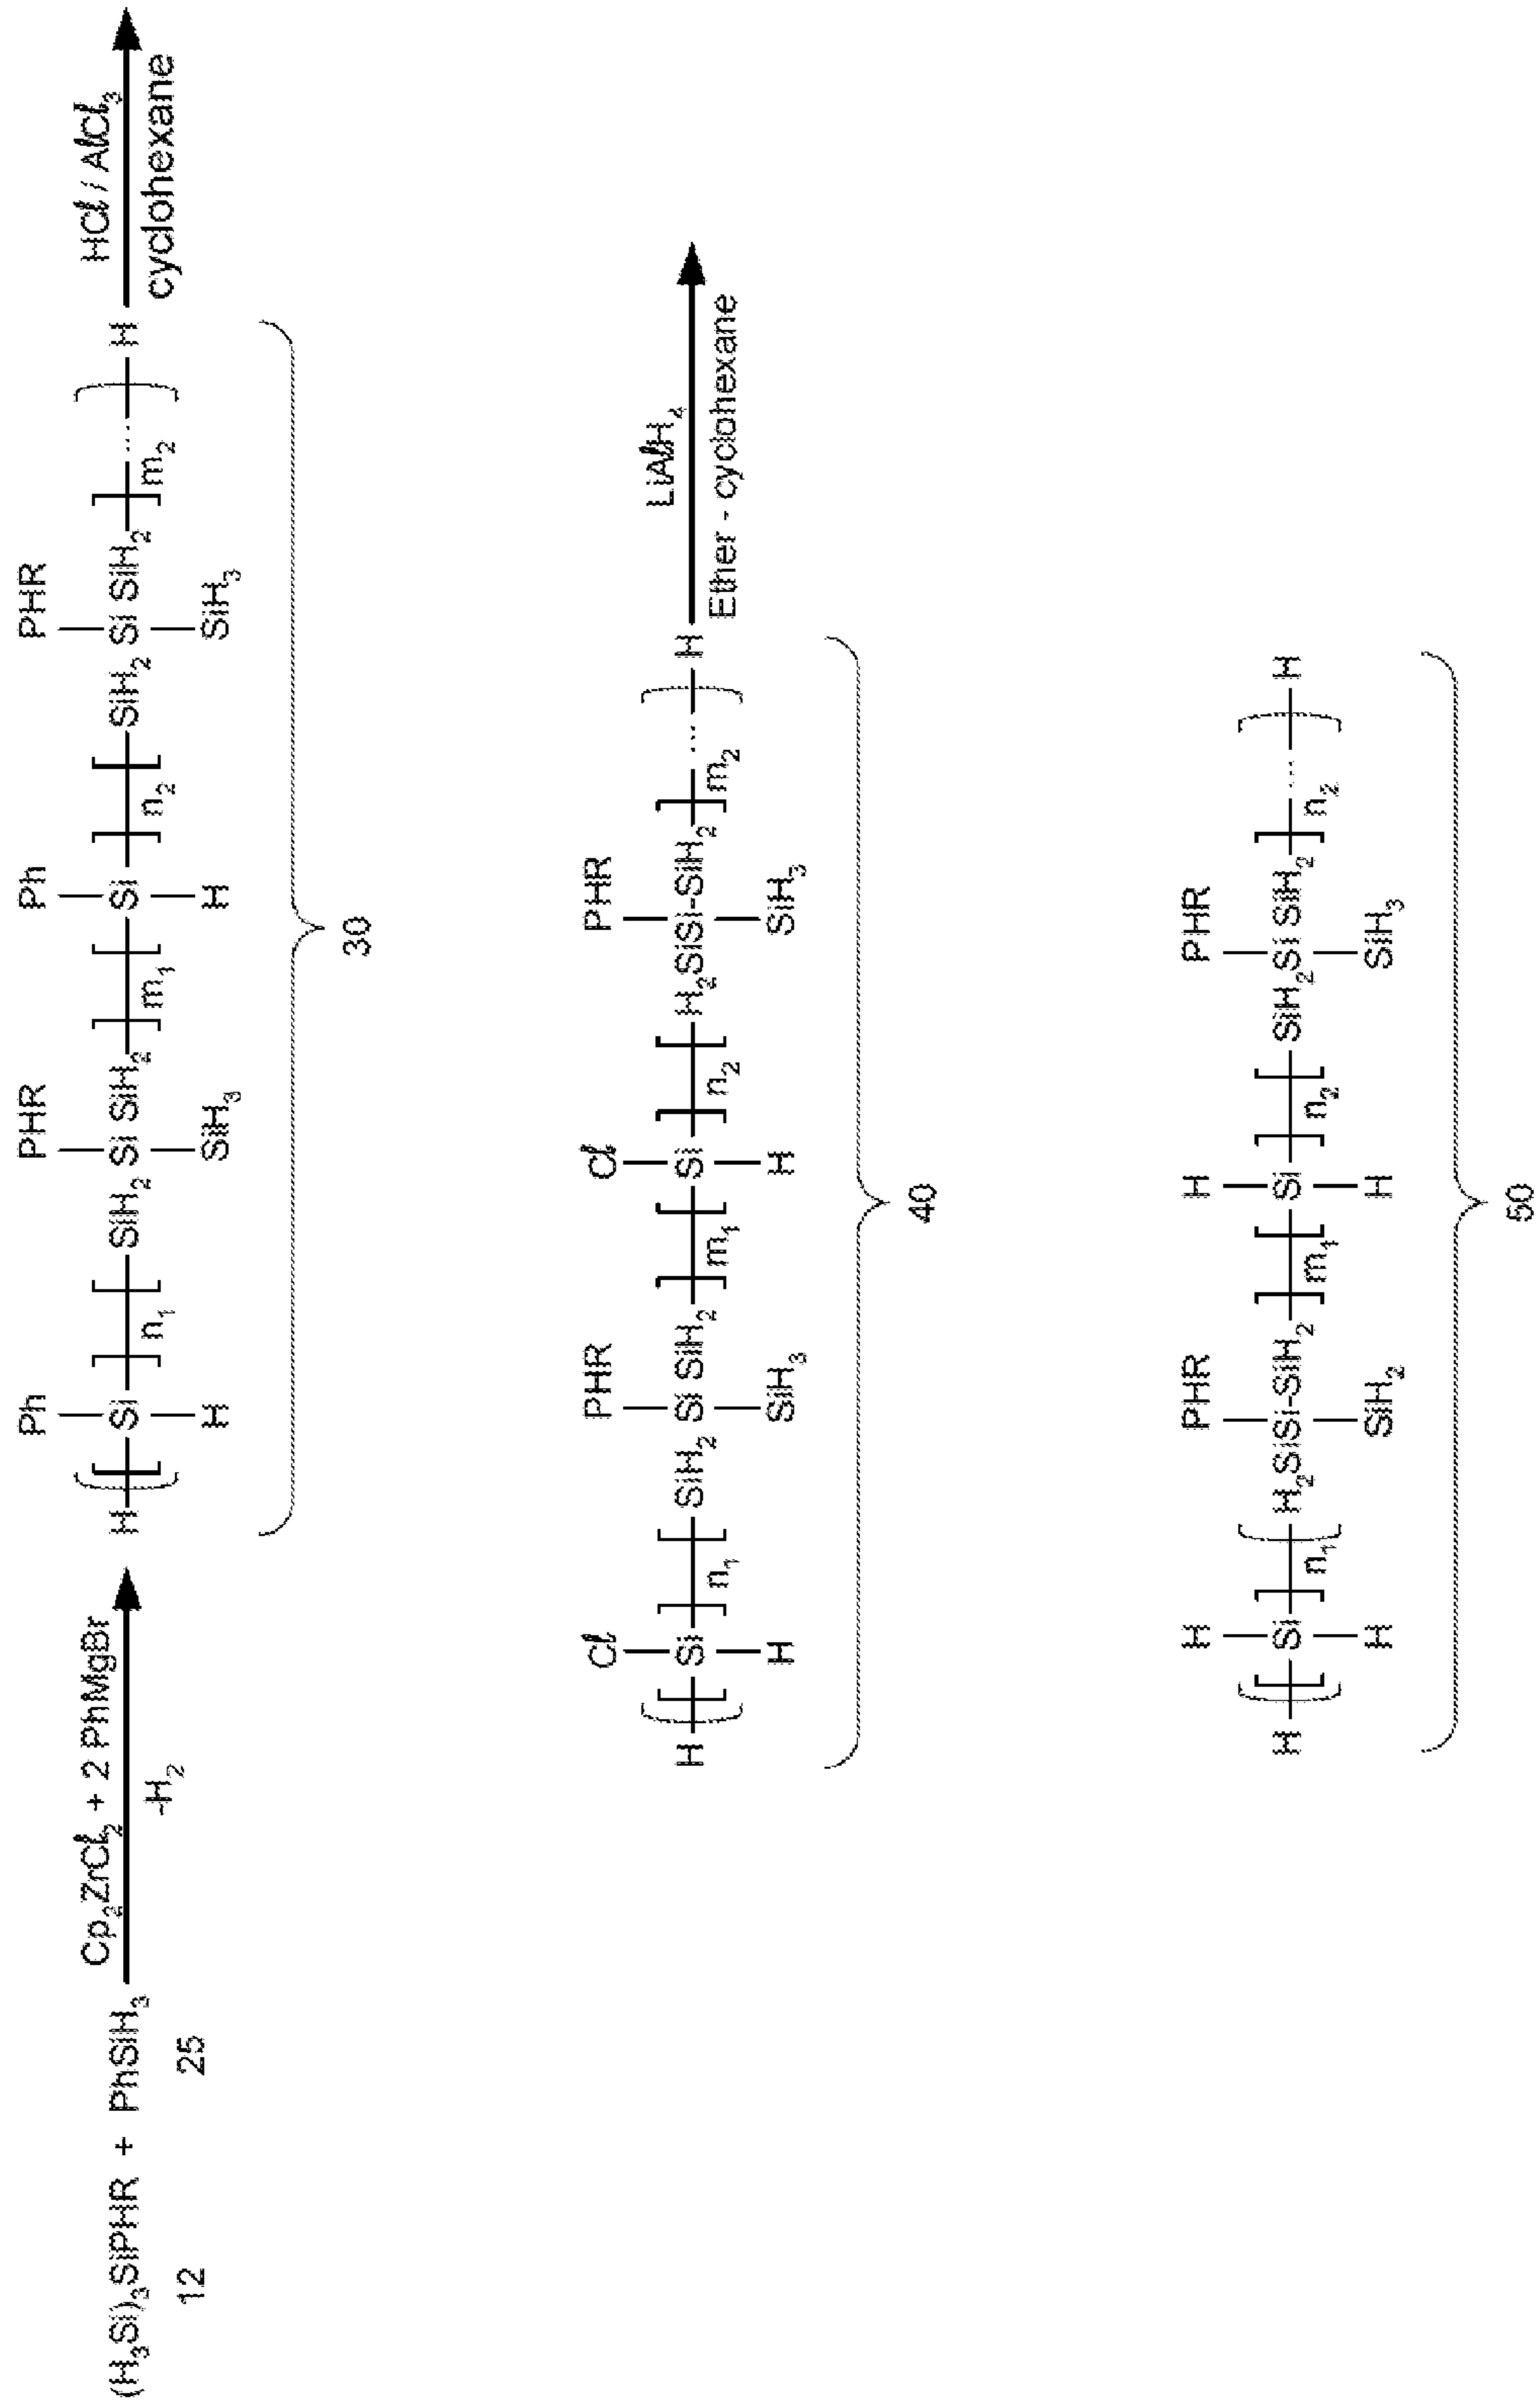 (H₃Si)₃SiPHR + PhSiH₃
12 25
Cp₂ZrCl₂ + 2 PhMgBr
-H₂
Ph PHR Ph PHR
H [ Si ]n₁ SiH₂ Si SiH₂ [ ]m₁ Si [ ]n₂ SiH₂ Si SiH₂ ]m₂ ... H
H SiH₃ H SiH₃
30
HCl / AlCl₃
cyclohexane
Cl PHR Cl PHR
H [ Si ]n₁ SiH₂ Si SiH₂ [ ]m₁ Si [ ]n₂ H₂SiSi-SiH₂ ]m₂ ... H
H SiH₃ H SiH₃
40
LiAlH₄
Ether - cyclohexane
H PHR H PHR
H [ Si ]n₁ H₂SiSi-SiH₂ [ ]m₁ Si [ ]n₂ SiH₂Si SiH₂ ]n₂ ... H
H SiH₂ H SiH₃
50